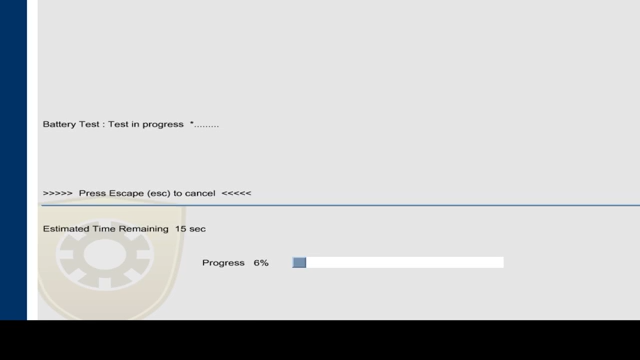 Battery Test : Test in progress *.........
>>>>> Press Escape (esc) to cancel <<<<<
Estimated Time Remaining 15 sec
Progress 6%